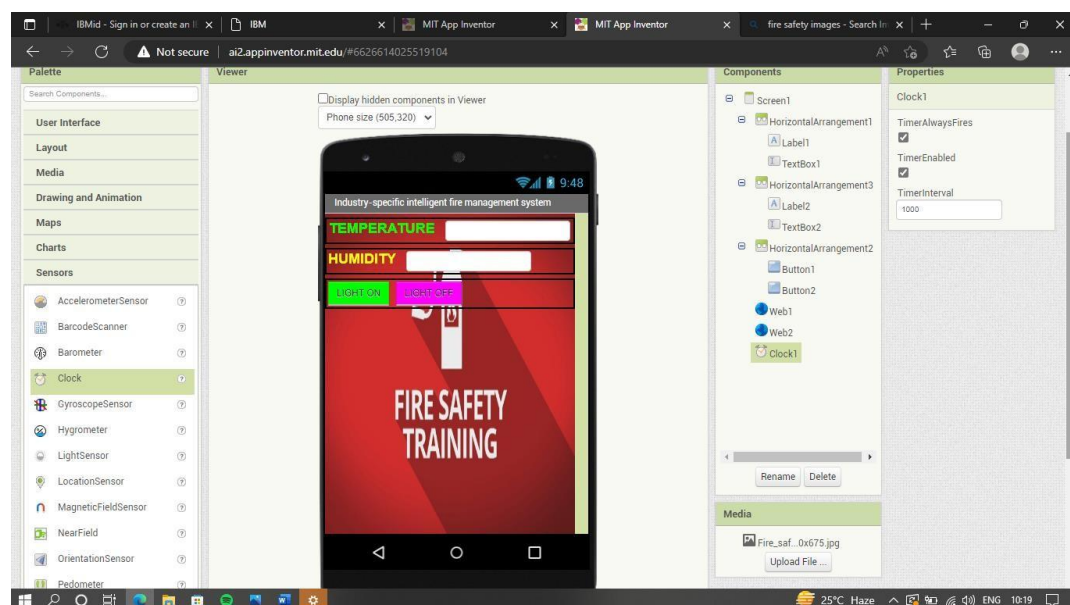 IBMid - Sign in or create an I
IBM
MIT App Inventor
MIT App Inventor
fire safety images - Search In
Not secure
ai2.appinventor.mit.edu/#6626614025519104
Palette
Search Components...
User Interface
Layout
Media
Drawing and Animation
Maps
Charts
Sensors
AccelerometerSensor
BarcodeScanner
Barometer
Clock
GyroscopeSensor
Hygrometer
LightSensor
LocationSensor
MagneticFieldSensor
NearField
OrientationSensor
Pedometer
Viewer
Display hidden components in Viewer
Phone size (505,320)
9:48
Industry-specific intelligent fire management system
TEMPERATURE
HUMIDITY
LIGHT ON
LIGHT OFF
FIRE SAFETY
TRAINING
Components
Screen1
HorizontalArrangement1
Label1
TextBox1
HorizontalArrangement3
Label2
TextBox2
HorizontalArrangement2
Button1
Button2
Web1
Web2
Clock1
Rename
Delete
Media
Fire_saf...0x675.jpg
Upload File ...
Properties
Clock1
TimerAlwaysFires
TimerEnabled
TimerInterval
1000
25°C Haze
ENG
10:19